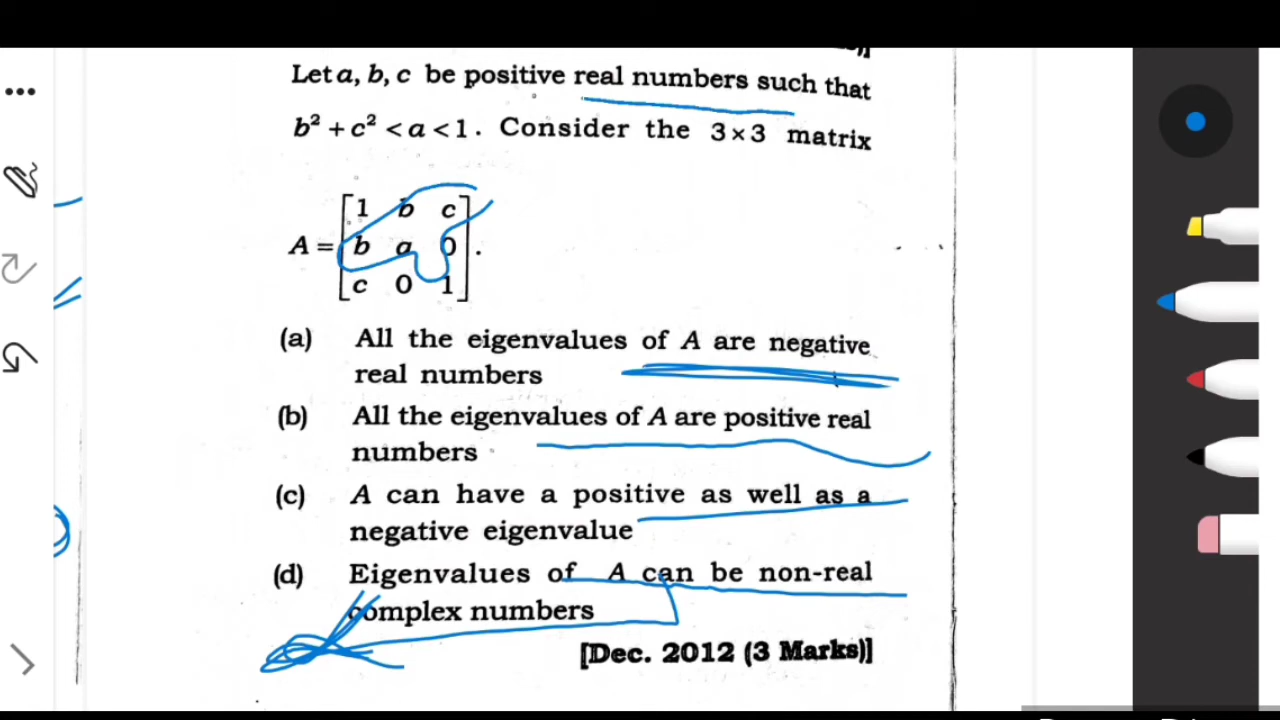 Let a, b, c be positive real numbers such that
b² + c² < a < 1. Consider the 3×3 matrix
A = [1 b c
b a 0
c 0 1].
(a) All the eigenvalues of A are negative
real numbers
(b) All the eigenvalues of A are positive real
numbers
(c) A can have a positive as well as a
negative eigenvalue
(d) Eigenvalues of A can be non-real
complex numbers
[Dec. 2012 (3 Marks)]